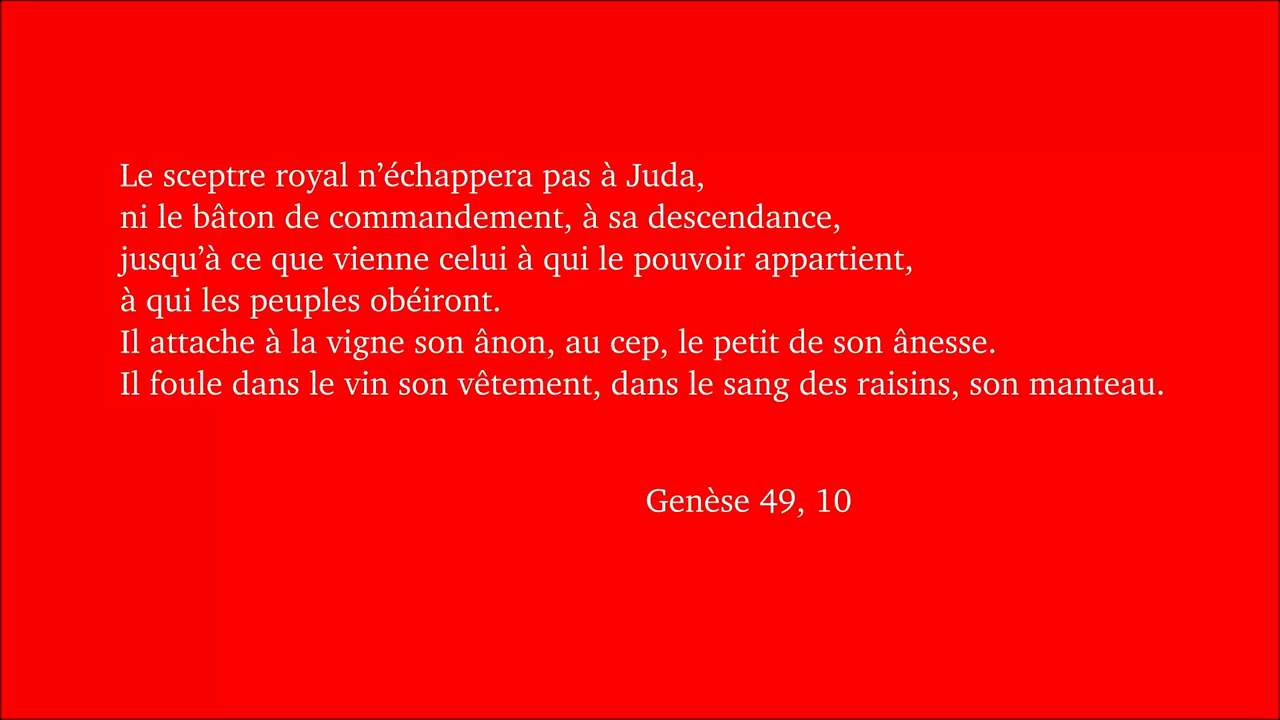 Le sceptre royal n’échappera pas à Juda,
ni le bâton de commandement, à sa descendance,
jusqu’à ce que vienne celui à qui le pouvoir appartient,
à qui les peuples obéiront.
Il attache à la vigne son ânon, au cep, le petit de son ânesse.
Il foule dans le vin son vêtement, dans le sang des raisins, son manteau.
Genèse 49, 10